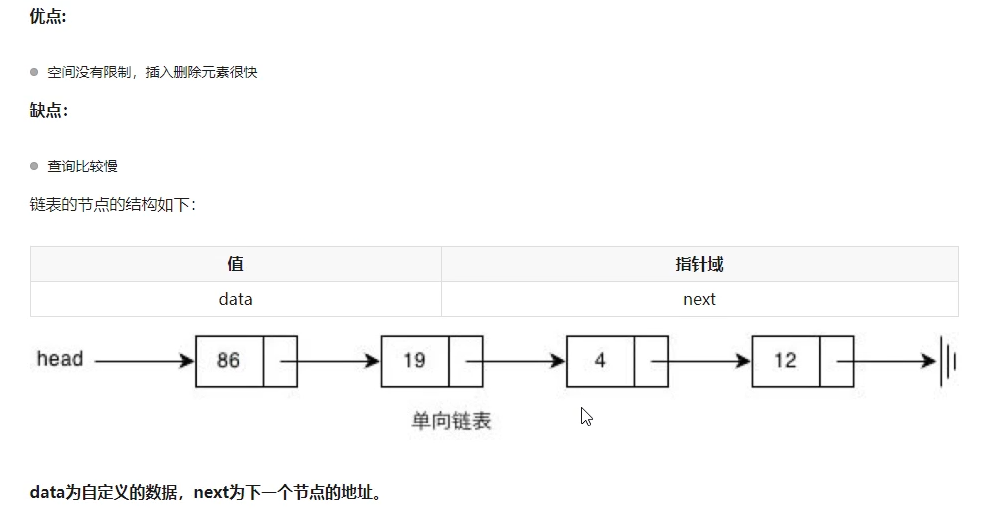 优点:
空间没有限制，插入删除元素很快
缺点：
查询比较慢
链表的节点的结构如下：
值 指针域
data next
head 86 19 4 12
单向链表
data为自定义的数据，next为下一个节点的地址。